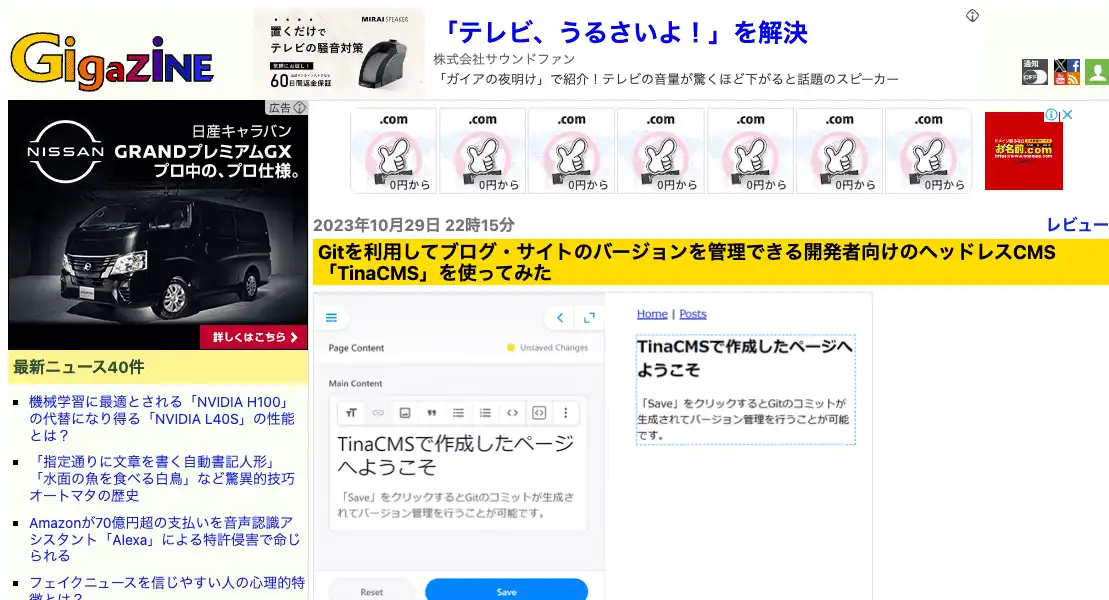 GigaZiNE
置くだけで
テレビの騒音対策
MIRAI SPEAKER
60日間返金保証
「テレビ、うるさいよ！」を解決
株式会社サウンドファン
「ガイアの夜明け」で紹介！テレビの音量が驚くほど下がると話題のスピーカー
通知
OFF
広告
NISSAN
日産キャラバン
GRANDプレミアムGX
プロ中の、プロ仕様。
詳しくはこちら
.com
0円から
.com
0円から
.com
0円から
.com
0円から
.com
0円から
.com
0円から
.com
0円から
お名前.com
2023年10月29日 22時15分
レビュー
Gitを利用してブログ・サイトのバージョンを管理できる開発者向けのヘッドレスCMS
「TinaCMS」を使ってみた
Page Content
Unsaved Changes
Main Content
TinaCMSで作成したページ
へようこそ
「Save」をクリックするとGitのコミットが生成さ
れてバージョン管理を行うことが可能です。
Reset
Save
Home | Posts
TinaCMSで作成したページへ
ようこそ
「Save」をクリックするとGitのコミットが
生成されてバージョン管理を行うことが可能
です。
最新ニュース40件
機械学習に最適とされる「NVIDIA H100」
の代替になり得る「NVIDIA L40S」の性能
とは？
「指定通りに文章を書く自動書記人形」
「水面の魚を食べる白鳥」など驚異的技巧
オートマタの歴史
Amazonが70億円超の支払いを音声認識ア
シスタント「Alexa」による特許侵害で命じ
られる
フェイクニュースを信じやすい人の心理的特
徴とは？